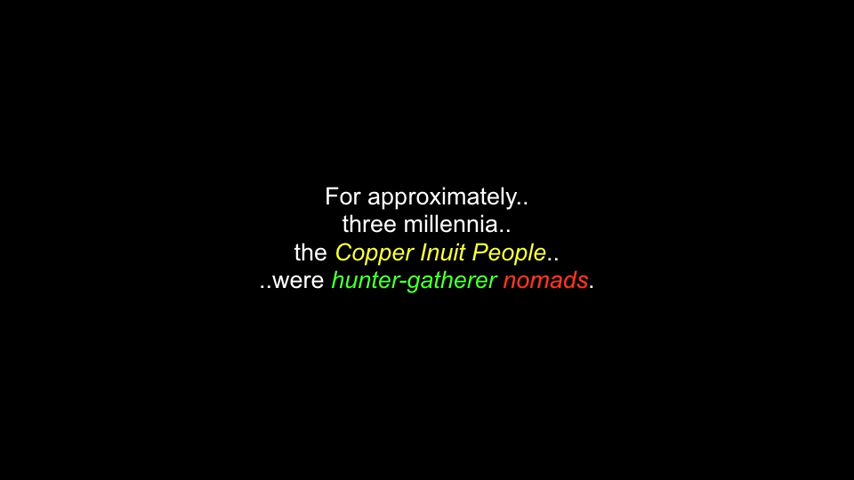 For approximately..
three millennia..
the Copper Inuit People..
..were hunter-gatherer nomads.